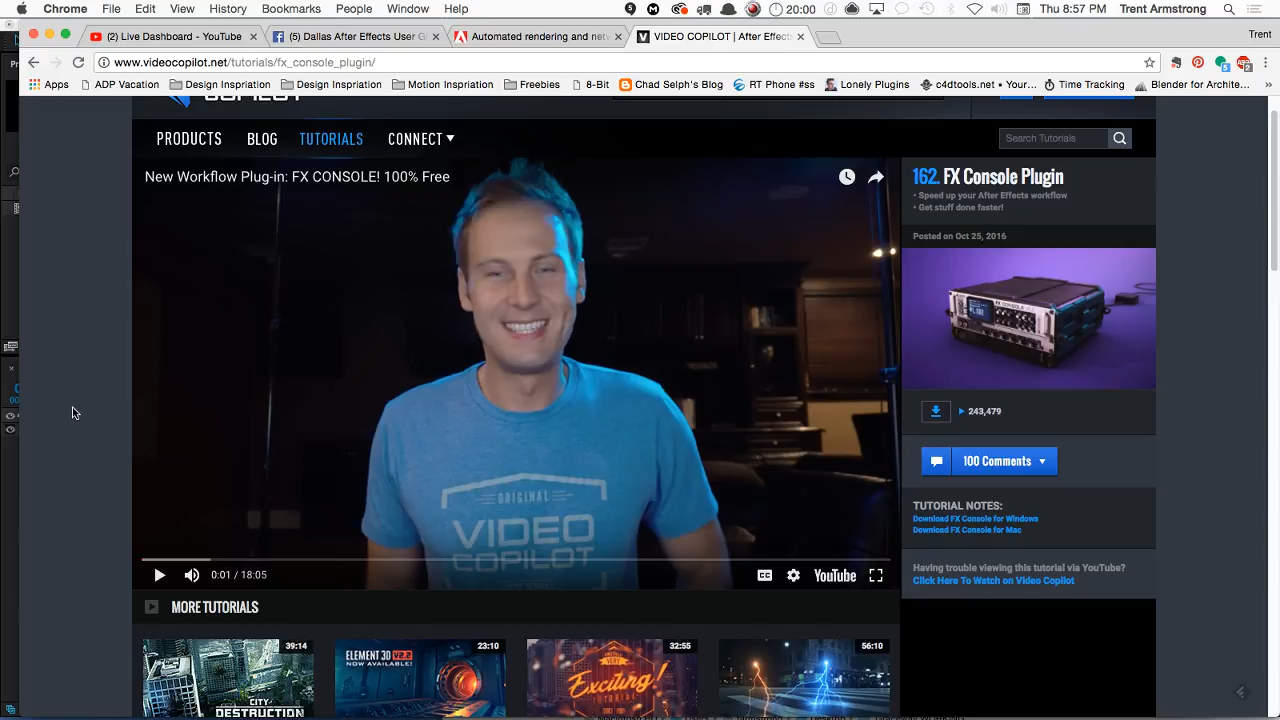 Chrome File Edit View History Bookmarks People Window Help 5 20:00 Thu 8:57 PM Trent Armstrong
(2) Live Dashboard - YouTube
(5) Dallas After Effects User G
Automated rendering and net
VIDEO COPILOT | After Effect
Trent
www.videocopilot.net/tutorials/fx_console_plugin/
Apps ADP Vacation Design Inspiration Design Inspiration Motion Inspiration Freebies 8-Bit Chad Selph's Blog RT Phone #ss Lonely Plugins c4dtools.net • Your... Time Tracking Blender for Archite...
PRODUCTS BLOG TUTORIALS CONNECT
Search Tutorials
New Workflow Plug-in: FX CONSOLE! 100% Free
ORIGINAL
VIDEO
COPILOT
0:01 / 18:05
CC
YouTube
162. FX Console Plugin
• Speed up your After Effects workflow
• Get stuff done faster!
Posted on Oct 25, 2016
FX CONSOLE
243,479
100 Comments
TUTORIAL NOTES:
Download FX Console for Windows
Download FX Console for Mac
Having trouble viewing this tutorial via YouTube?
Click Here To Watch on Video Copilot
MORE TUTORIALS
39:14
CITY
DESTRUCTION
23:10
ELEMENT 3D V2.2
NOW AVAILABLE!
32:55
Exciting!
56:10